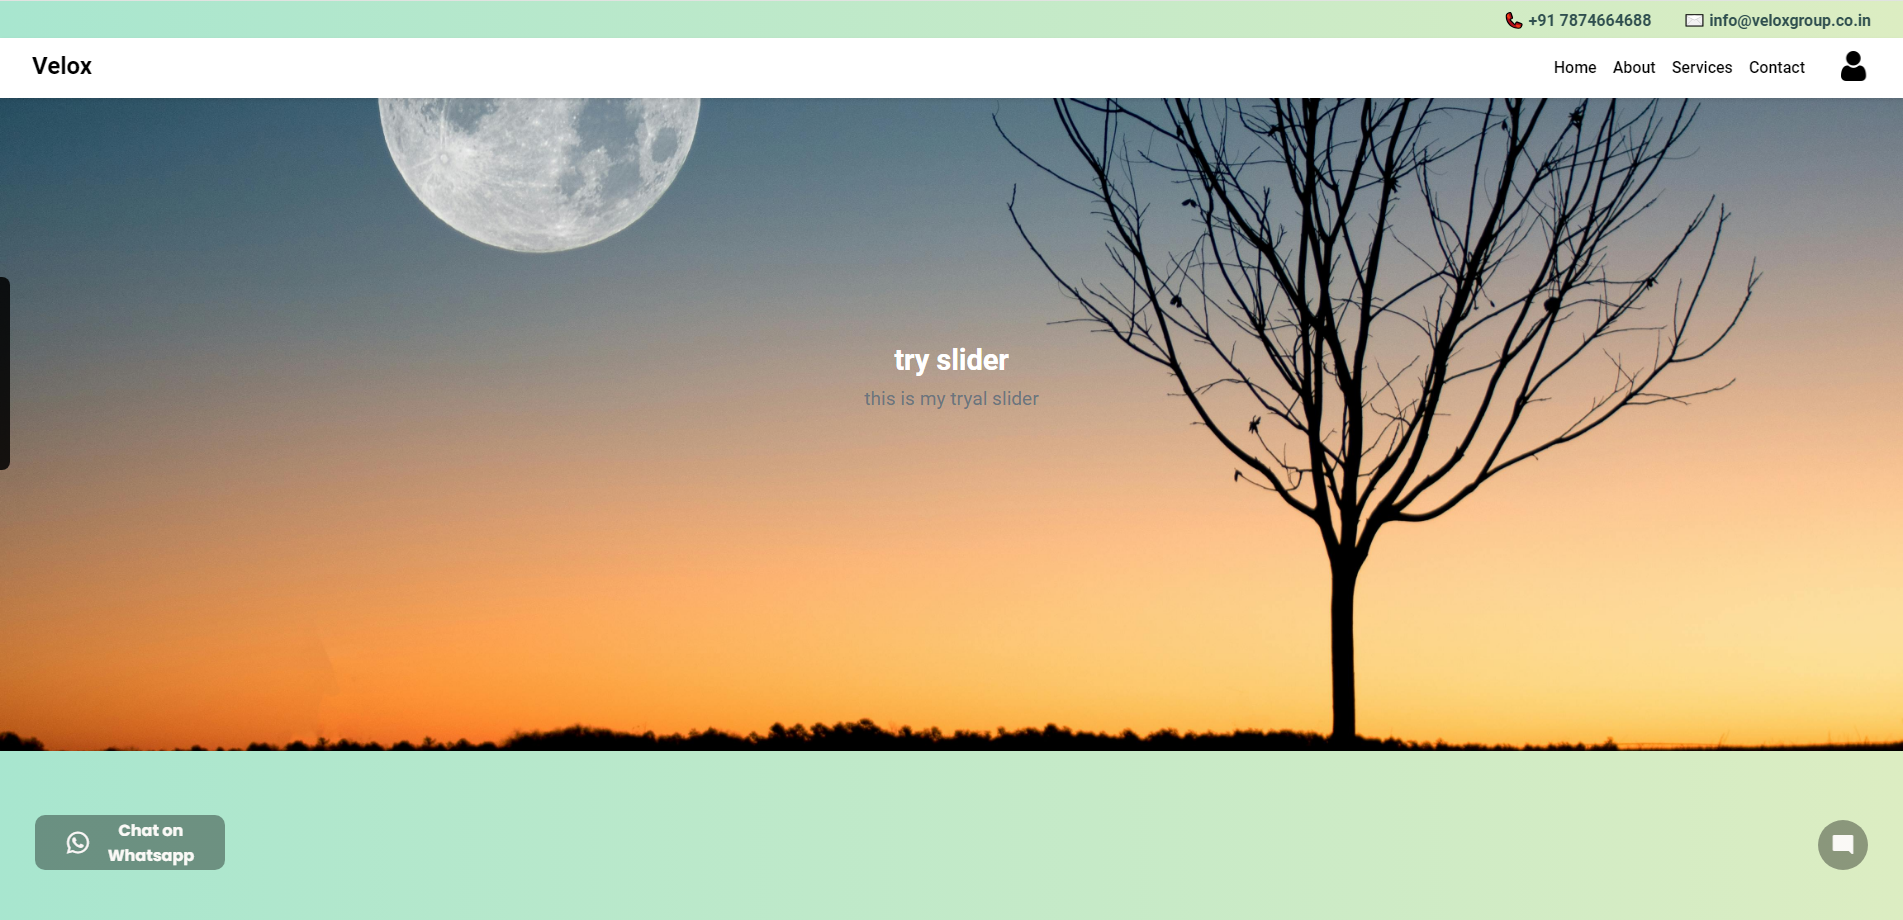 +91 7874664688 info@veloxgroup.co.in
Velox
Home About Services Contact
try slider
this is my tryal slider
Chat on
Whatsapp